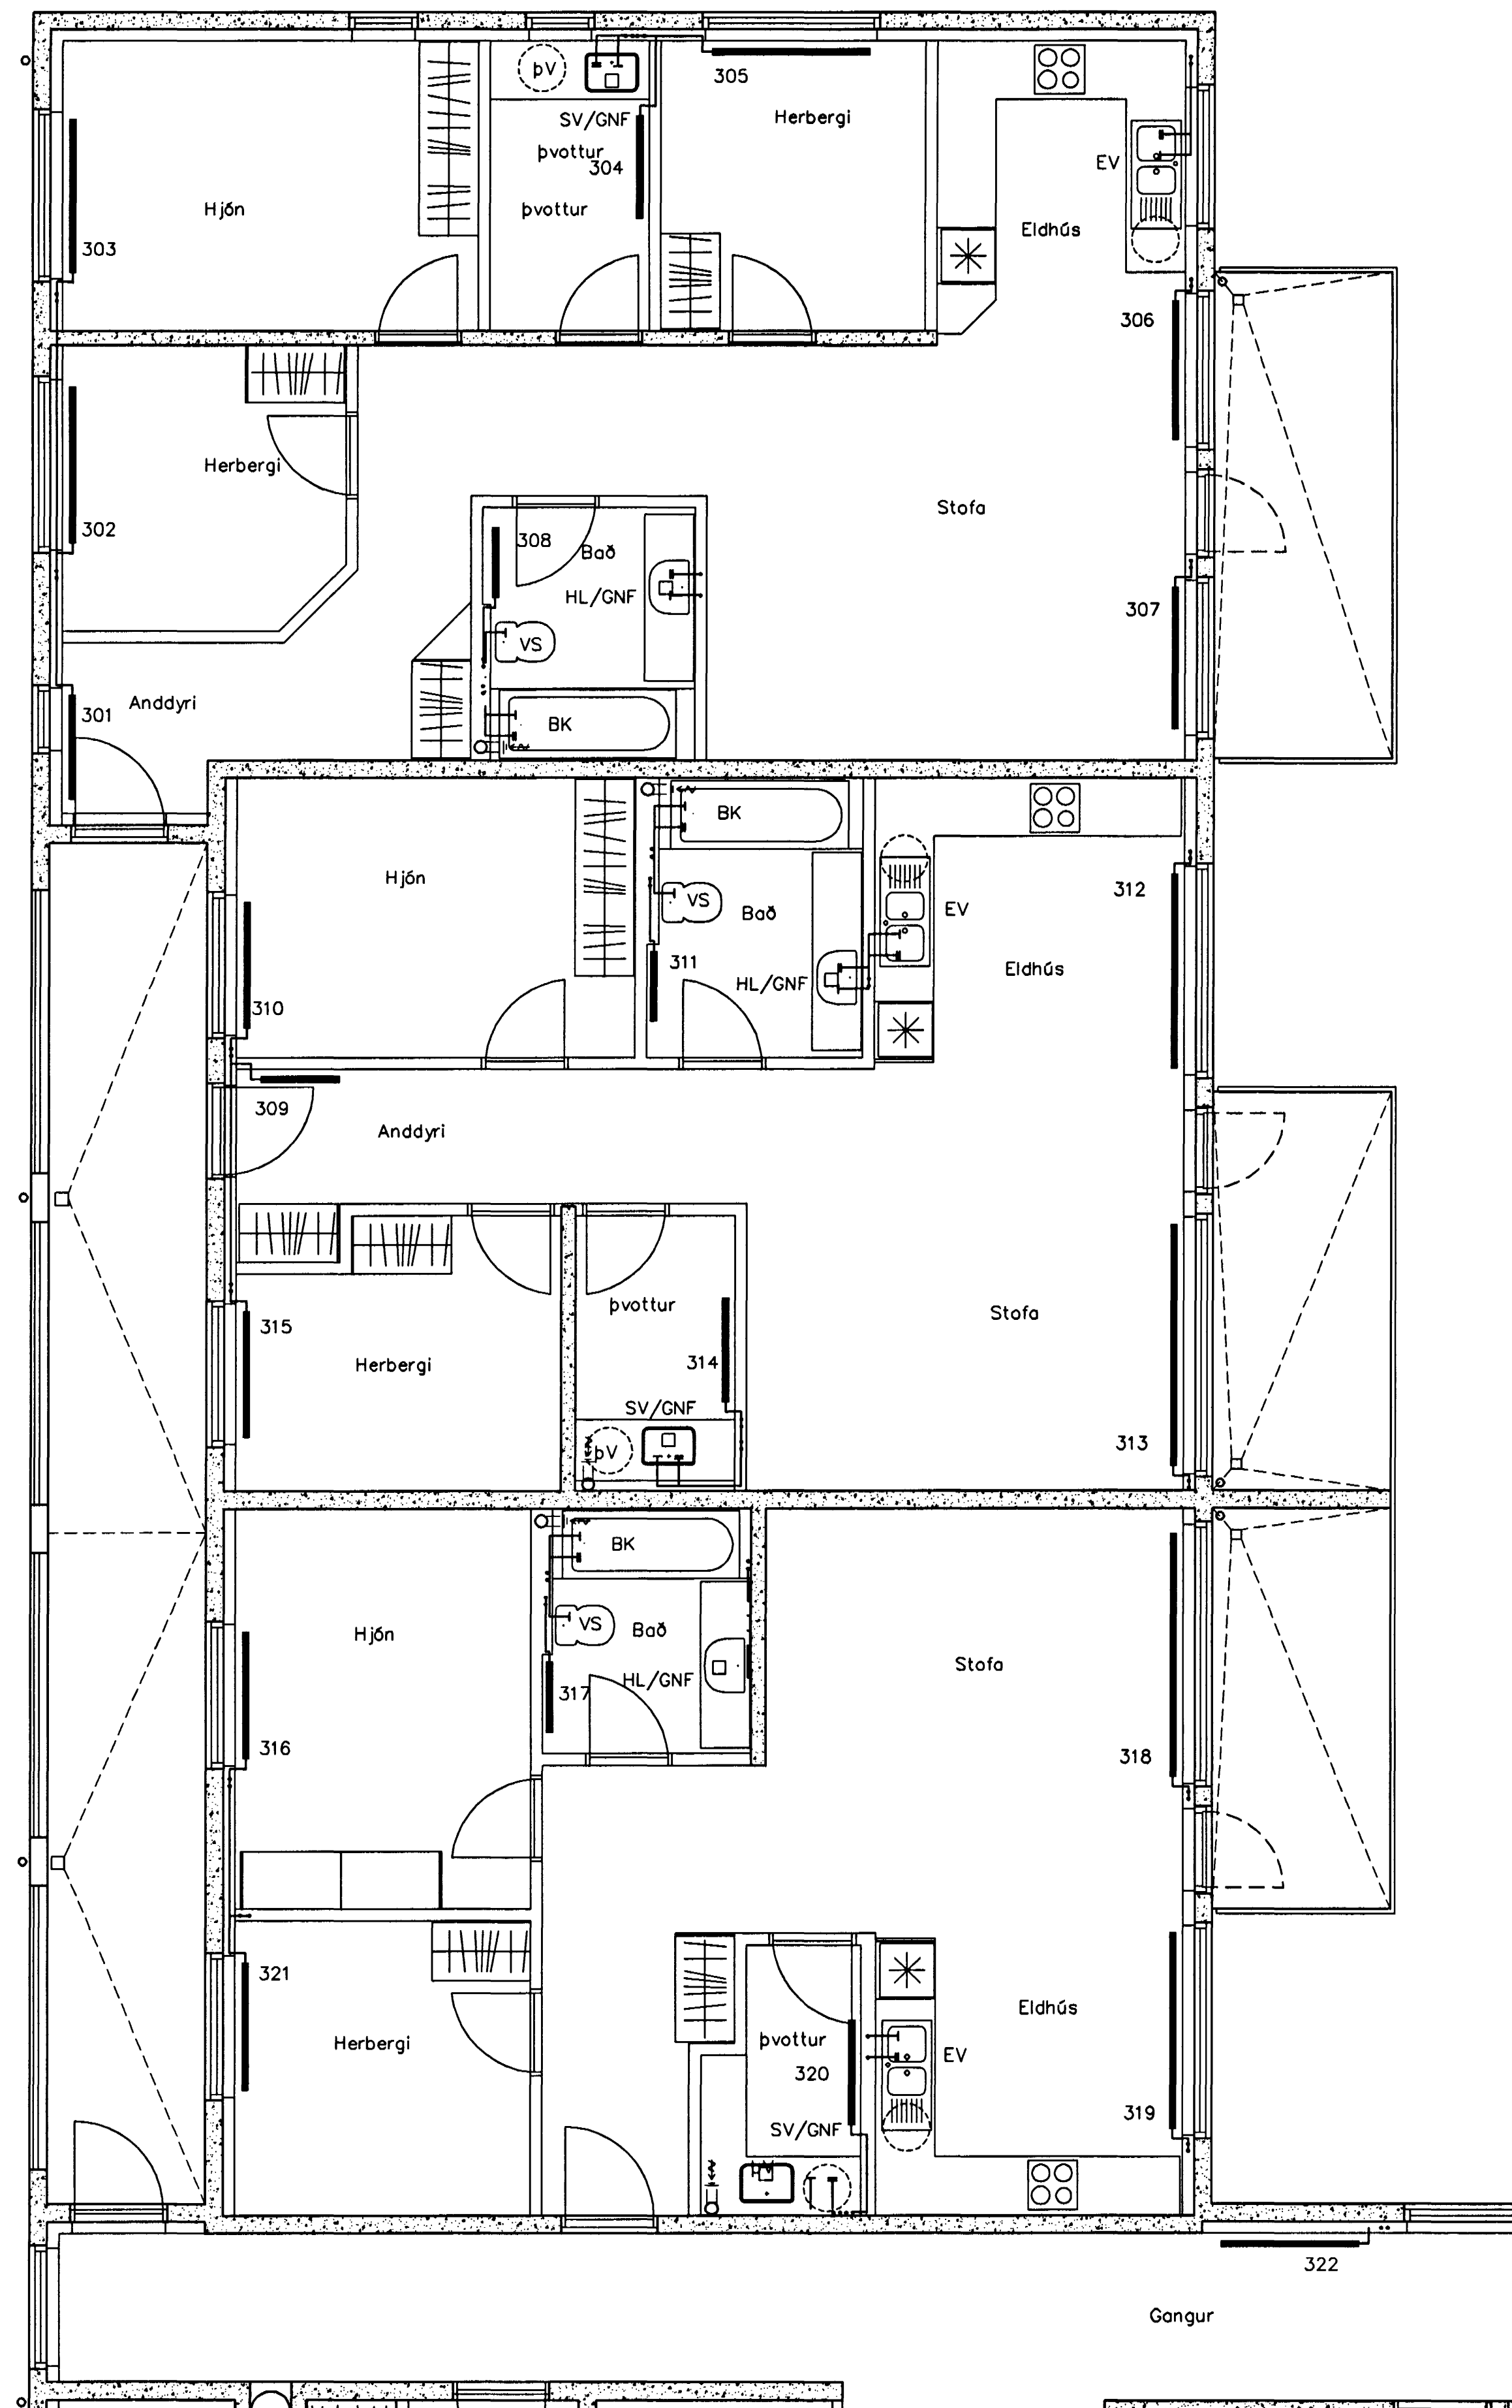 305
þV
SV/GNF
þvottur
304
þvottur
Herbergi
EV
Hjón
303
Eldhús
306
Herbergi
302
308
Bað
HL/GNF
VS
BK
Stofa
307
301
Anddyri
Hjón
310
BK
VS
Bað
311
HL/GNF
312
EV
Eldhús
309
Anddyri
315
Herbergi
þvottur
314
SV/GNF
þV
Stofa
313
Hjón
316
BK
VS
Bað
317
HL/GNF
Stofa
318
321
Herbergi
þvottur
320
SV/GNF
EV
Eldhús
319
322
Gangur